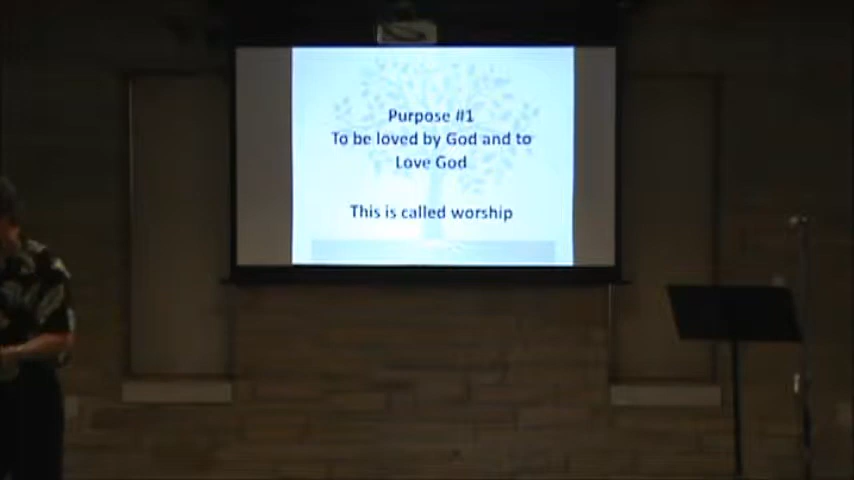 Purpose #1
To be loved by God and to
Love God
This is called worship